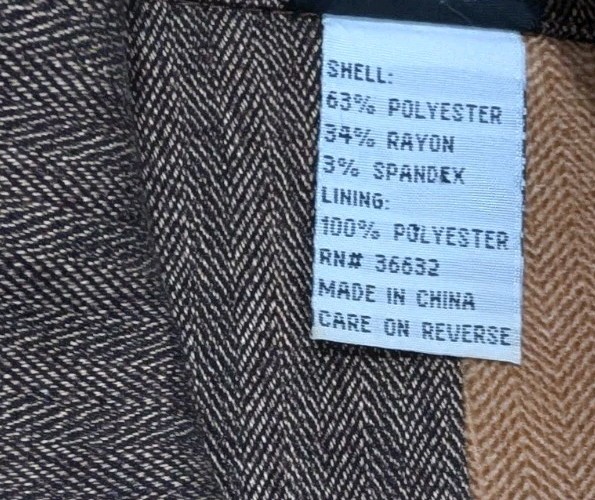 SHELL:
63% POLYESTER
34% RAYON
3% SPANDEX
LINING:
100% POLYESTER
RN# 36632
MADE IN CHINA
CARE ON REVERSE